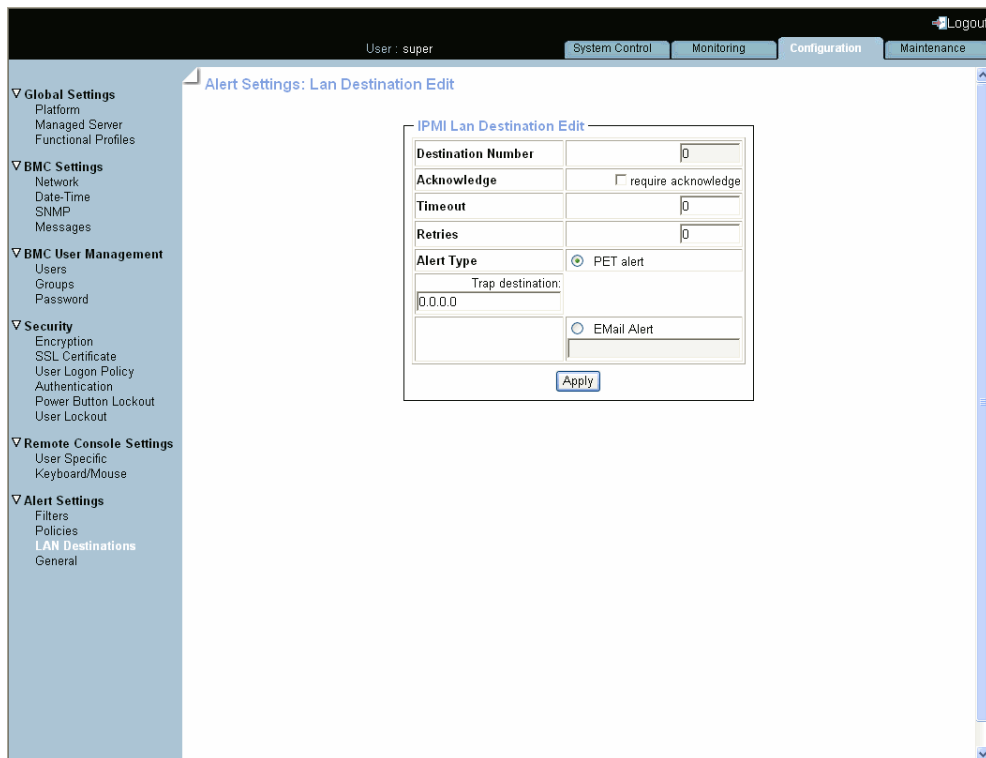 Logout
User : super
System Control
Monitoring
Configuration
Maintenance
Global Settings
Platform
Managed Server
Functional Profiles
BMC Settings
Network
Date-Time
SNMP
Messages
BMC User Management
Users
Groups
Password
Security
Encryption
SSL Certificate
User Logon Policy
Authentication
Power Button Lockout
User Lockout
Remote Console Settings
User Specific
Keyboard/Mouse
Alert Settings
Filters
Policies
LAN Destinations
General
Alert Settings: Lan Destination Edit
IPMI Lan Destination Edit
Destination Number 0
Acknowledge require acknowledge
Timeout 0
Retries 0
Alert Type PET alert
Trap destination:
0.0.0.0
EMail Alert
Apply